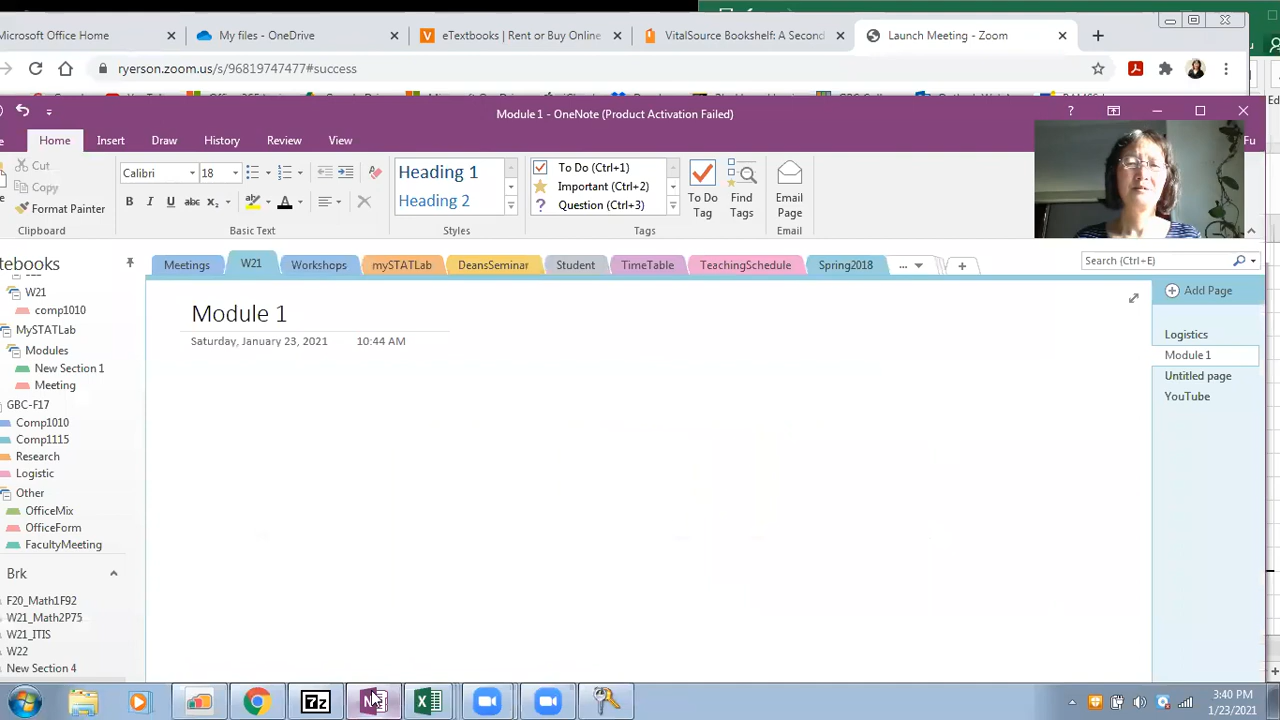 Microsoft Office Home
My files - OneDrive
eTextbooks | Rent or Buy Online
VitalSource Bookshelf: A Second
Launch Meeting - Zoom
ryerson.zoom.us/s/96819747477#success
Module 1 - OneNote (Product Activation Failed)
Home
Insert
Draw
History
Review
View
Fu
Cut
Copy
Format Painter
Clipboard
Calibri
18
Basic Text
Heading 1
Heading 2
Styles
To Do (Ctrl+1)
Important (Ctrl+2)
Question (Ctrl+3)
To Do
Tag
Find
Tags
Tags
Email
Page
Email
tebooks
Meetings
W21
Workshops
mySTATLab
DeansSeminar
Student
TimeTable
TeachingSchedule
Spring2018
...
Search (Ctrl+E)
W21
comp1010
MySTATLab
Modules
New Section 1
Meeting
GBC-F17
Comp1010
Comp1115
Research
Logistic
Other
OfficeMix
OfficeForm
FacultyMeeting
Brk
F20_Math1F92
W21_Math2P75
W21_ITIS
W22
New Section 4
Module 1
Saturday, January 23, 2021 10:44 AM
Add Page
Logistics
Module 1
Untitled page
YouTube
7z
3:40 PM
1/23/2021